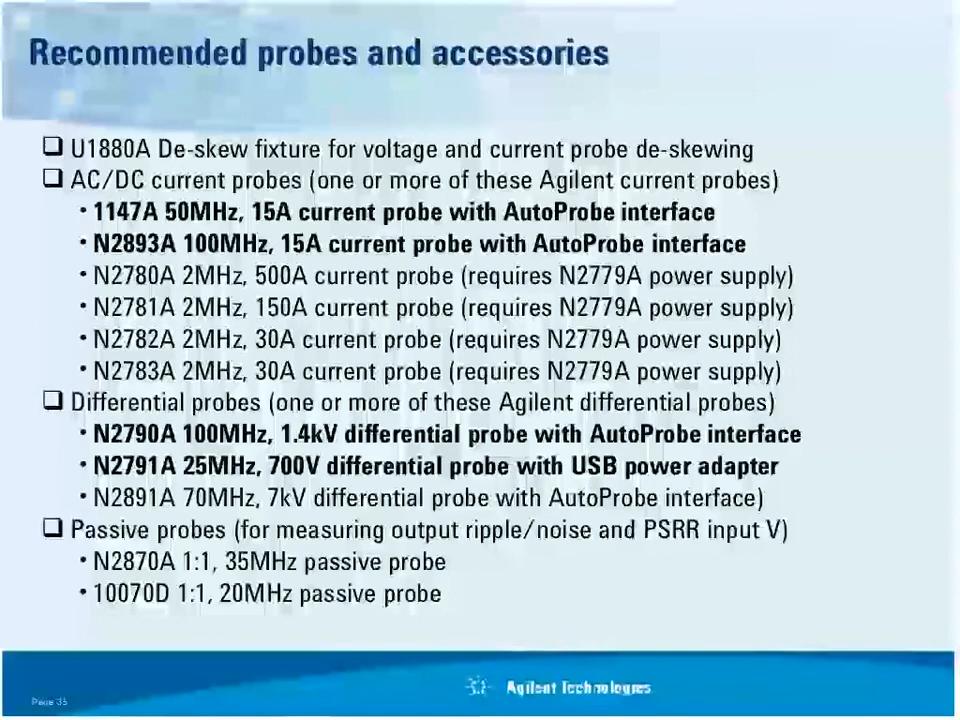 Recommended probes and accessories
❑ U1880A De-skew fixture for voltage and current probe de-skewing
❑ AC/DC current probes (one or more of these Agilent current probes)
• 1147A 50MHz, 15A current probe with AutoProbe interface
• N2893A 100MHz, 15A current probe with AutoProbe interface
• N2780A 2MHz, 500A current probe (requires N2779A power supply)
• N2781A 2MHz, 150A current probe (requires N2779A power supply)
• N2782A 2MHz, 30A current probe (requires N2779A power supply)
• N2783A 2MHz, 30A current probe (requires N2779A power supply)
❑ Differential probes (one or more of these Agilent differential probes)
• N2790A 100MHz, 1.4kV differential probe with AutoProbe interface
• N2791A 25MHz, 700V differential probe with USB power adapter
• N2891A 70MHz, 7kV differential probe with AutoProbe interface)
❑ Passive probes (for measuring output ripple/noise and PSRR input V)
• N2870A 1:1, 35MHz passive probe
• 10070D 1:1, 20MHz passive probe
Agilent Technologies
Page 35